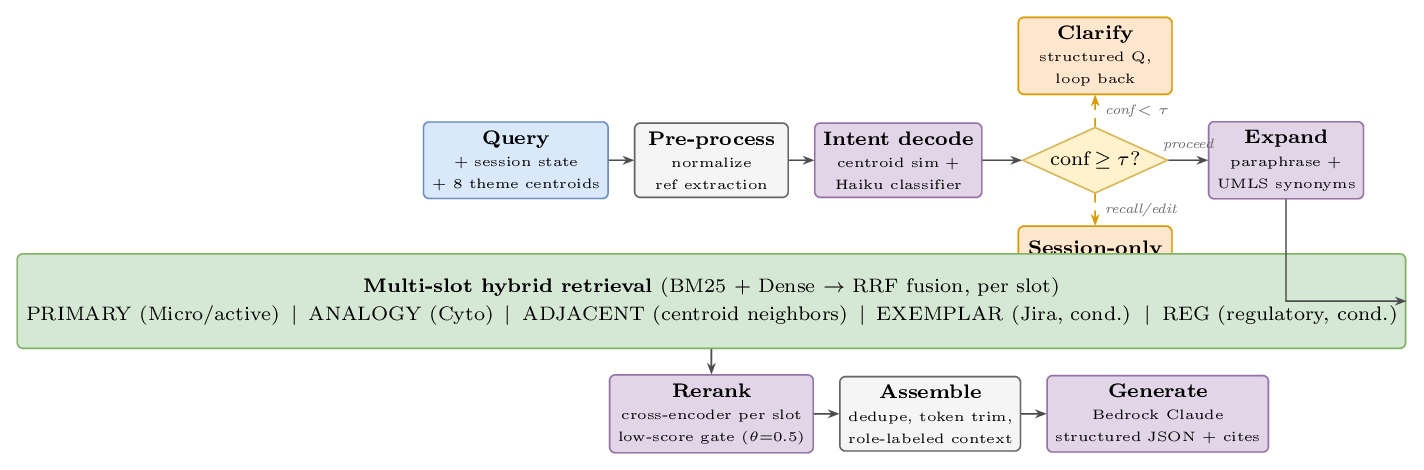 Clarify
structured Q,
loop back
conf < τ
Query
+ session state
+ 8 theme centroids
Pre-process
normalize
ref extraction
Intent decode
centroid sim +
Haiku classifier
conf ≥ τ?
proceed
Expand
paraphrase +
UMLS synonyms
recall/edit
Session-only
Multi-slot hybrid retrieval (BM25 + Dense → RRF fusion, per slot)
PRIMARY (Micro/active) | ANALOGY (Cyto) | ADJACENT (centroid neighbors) | EXEMPLAR (Jira, cond.) | REG (regulatory, cond.)
Rerank
cross-encoder per slot
low-score gate (θ=0.5)
Assemble
dedupe, token trim,
role-labeled context
Generate
Bedrock Claude
structured JSON + cites